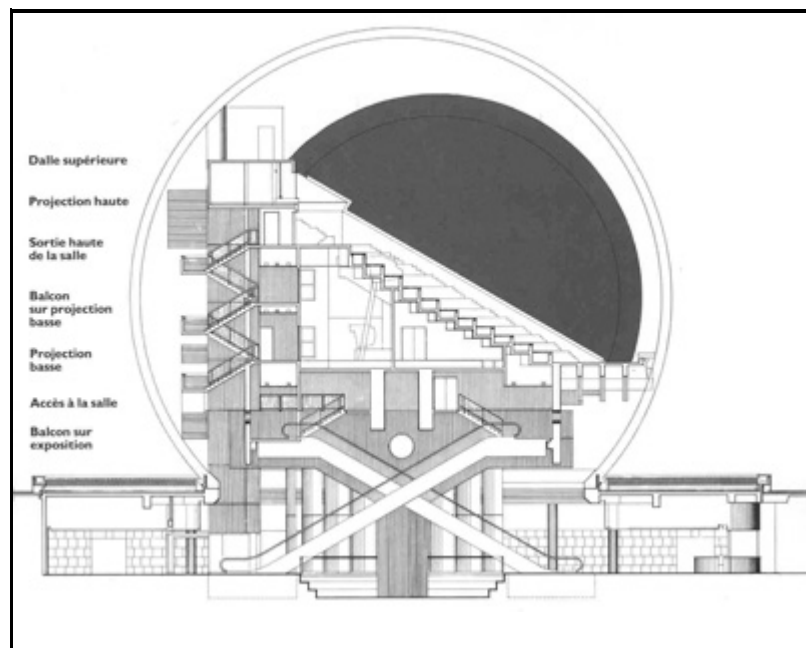 Dalle supérieure
Projection haute
Sortie haute
de la salle
Balcon
sur projection
basse
Projection
basse
Accès à la salle
Balcon sur
exposition